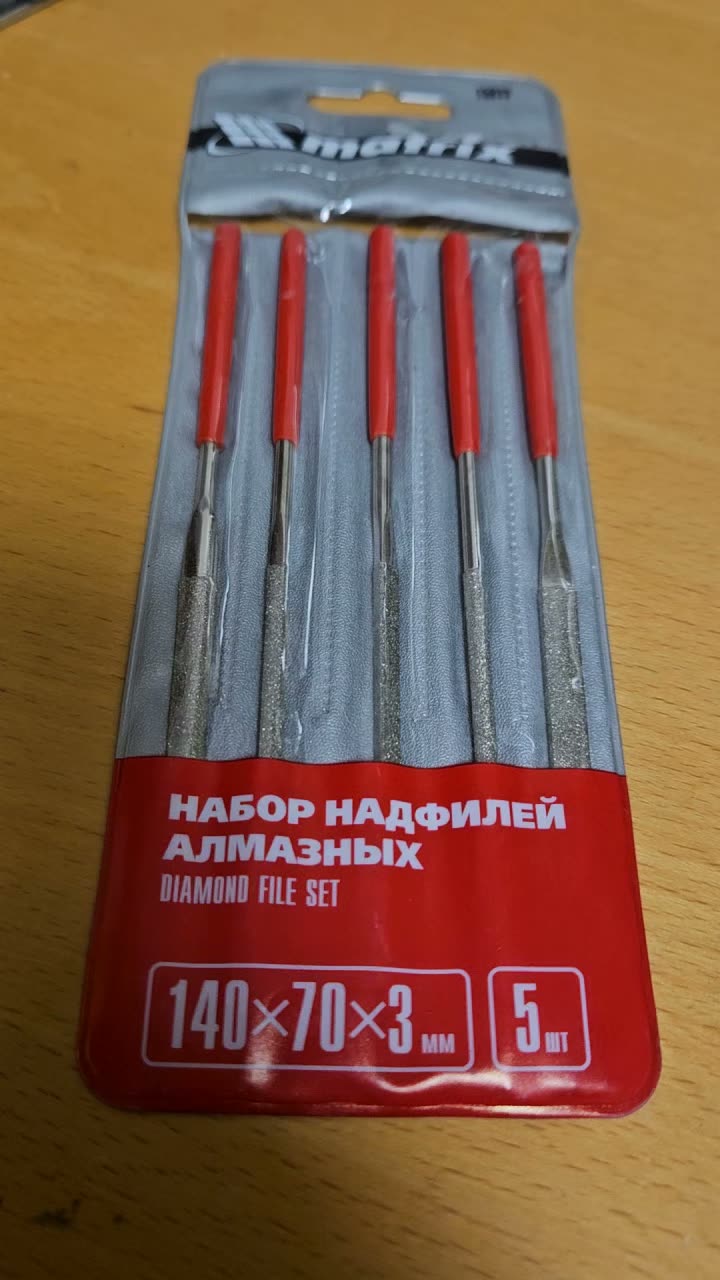 matrix
НАБОР НАДФИЛЕЙ
АЛМАЗНЫХ
DIAMOND FILE SET
140×70×3 мм
5 шт